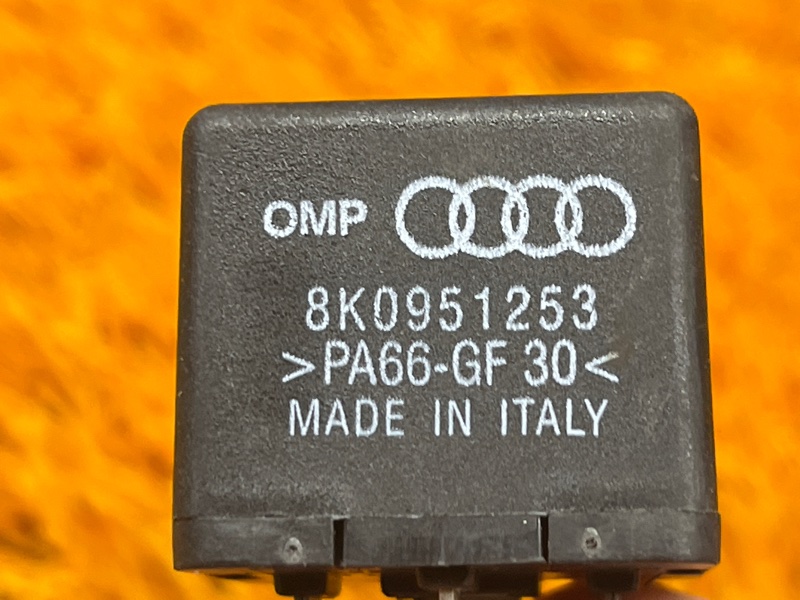 OMP
8K0951253
>PA66-GF 30<
MADE IN ITALY